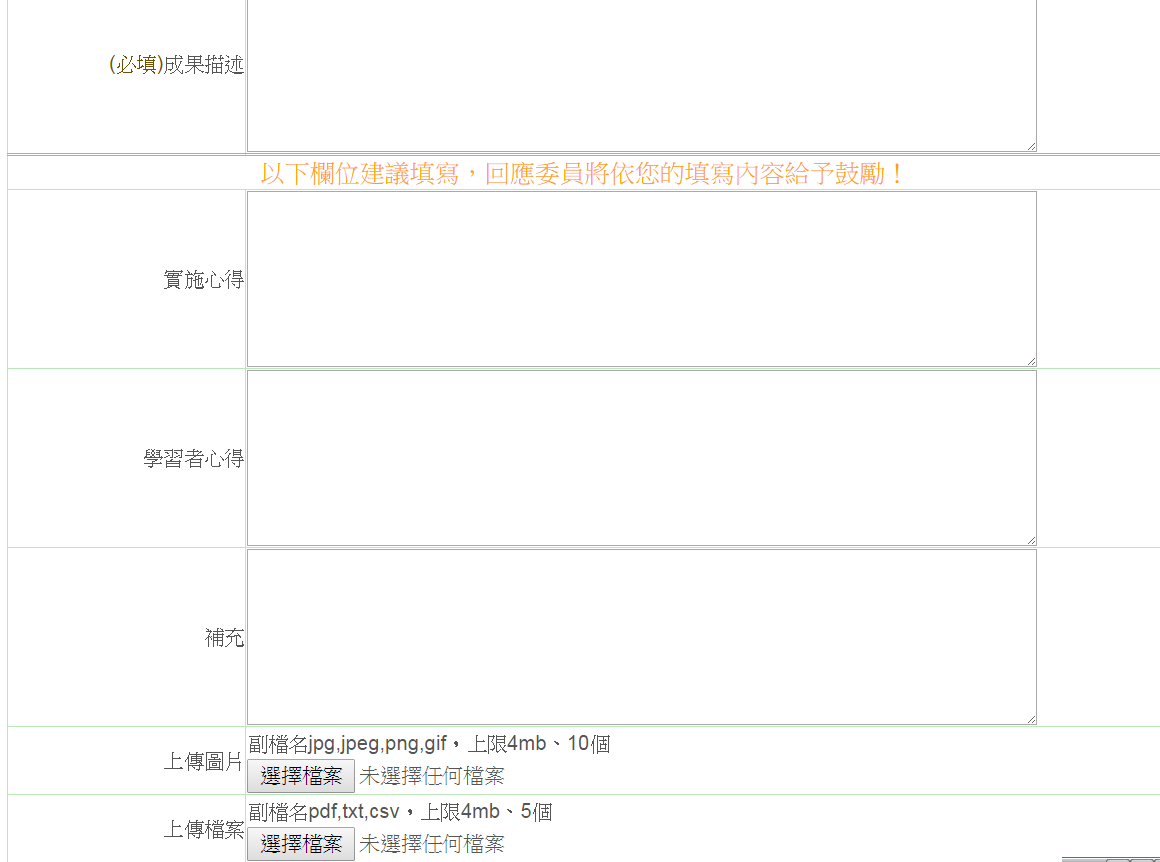 (必填)成果描述
以下欄位建議填寫，回應委員將依您的填寫內容給予鼓勵！
實施心得
學習者心得
補充
上傳圖片
副檔名jpg,jpeg,png,gif，上限4mb、10個
選擇檔案 未選擇任何檔案
上傳檔案
副檔名pdf,txt,csv，上限4mb、5個
選擇檔案 未選擇任何檔案